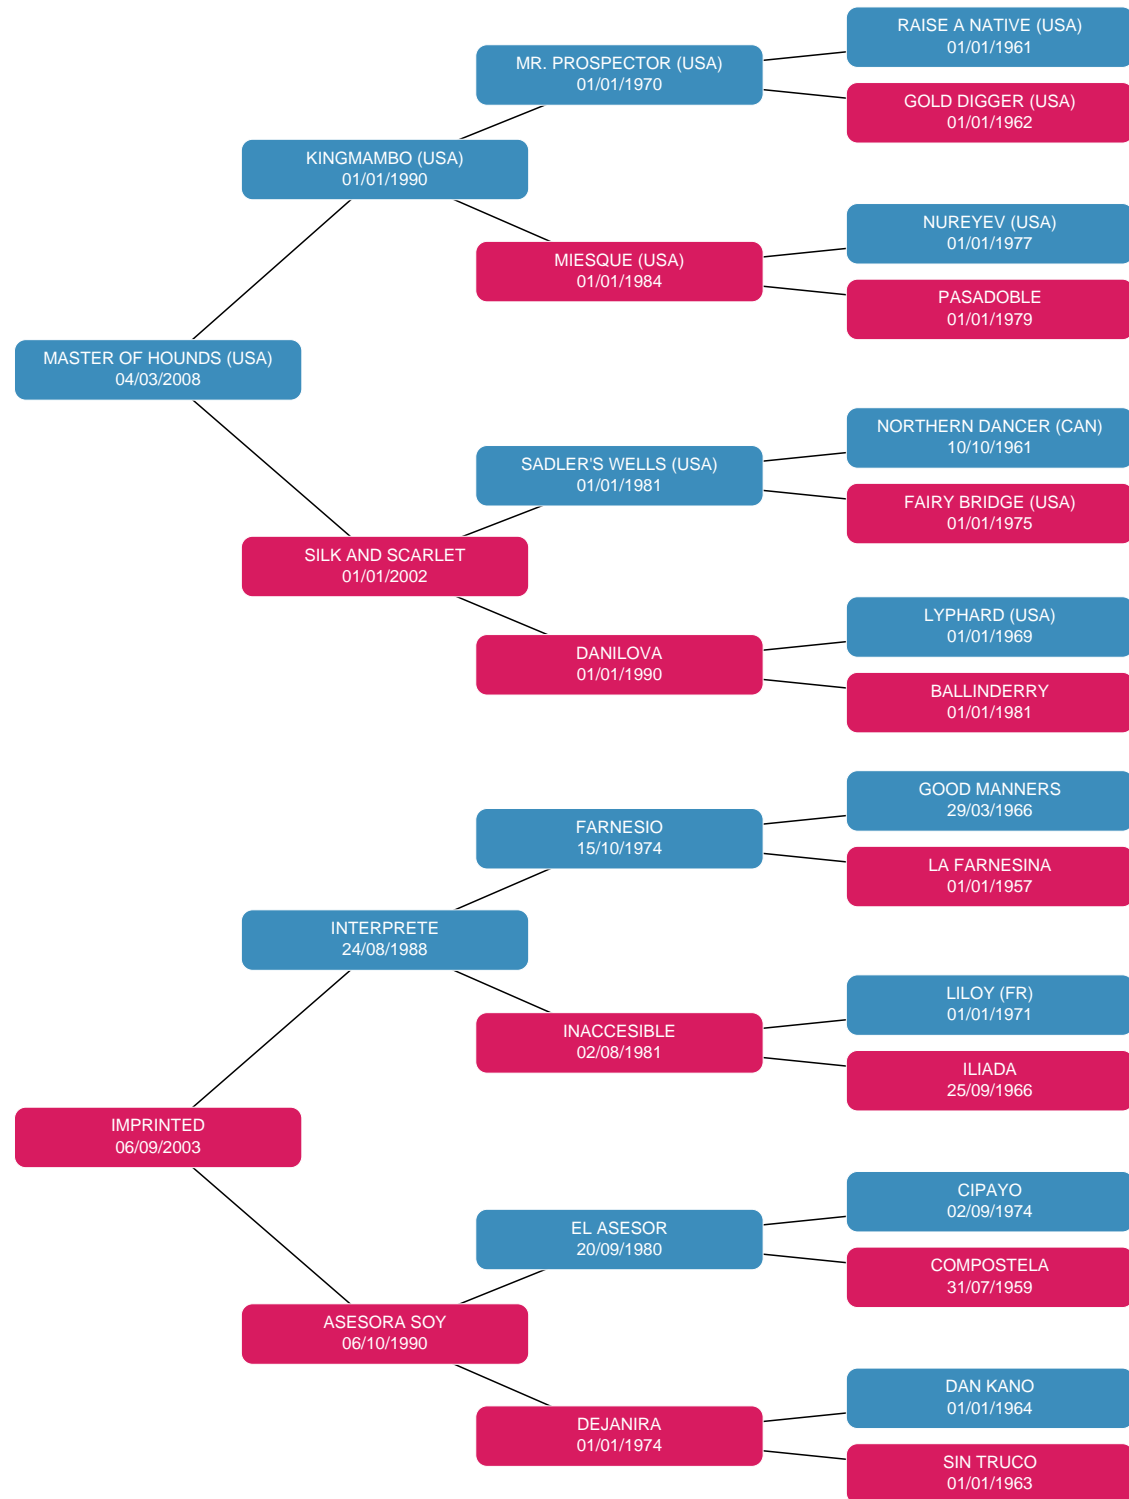 RAISE A NATIVE (USA)
01/01/1961
MR. PROSPECTOR (USA)
01/01/1970
GOLD DIGGER (USA)
01/01/1962
KINGMAMBO (USA)
01/01/1990
NUREYEV (USA)
01/01/1977
MIESQUE (USA)
01/01/1984
PASADOBLE
01/01/1979
MASTER OF HOUNDS (USA)
04/03/2008
NORTHERN DANCER (CAN)
10/10/1961
SADLER'S WELLS (USA)
01/01/1981
FAIRY BRIDGE (USA)
01/01/1975
SILK AND SCARLET
01/01/2002
LYPHARD (USA)
01/01/1969
DANILOVA
01/01/1990
BALLINDERRY
01/01/1981
GOOD MANNERS
29/03/1966
FARNESIO
15/10/1974
LA FARNESINA
01/01/1957
INTERPRETE
24/08/1988
LILOY (FR)
01/01/1971
INACCESIBLE
02/08/1981
ILIADA
25/09/1966
IMPRINTED
06/09/2003
CIPAYO
02/09/1974
EL ASESOR
20/09/1980
COMPOSTELA
31/07/1959
ASESORA SOY
06/10/1990
DAN KANO
01/01/1964
DEJANIRA
01/01/1974
SIN TRUCO
01/01/1963